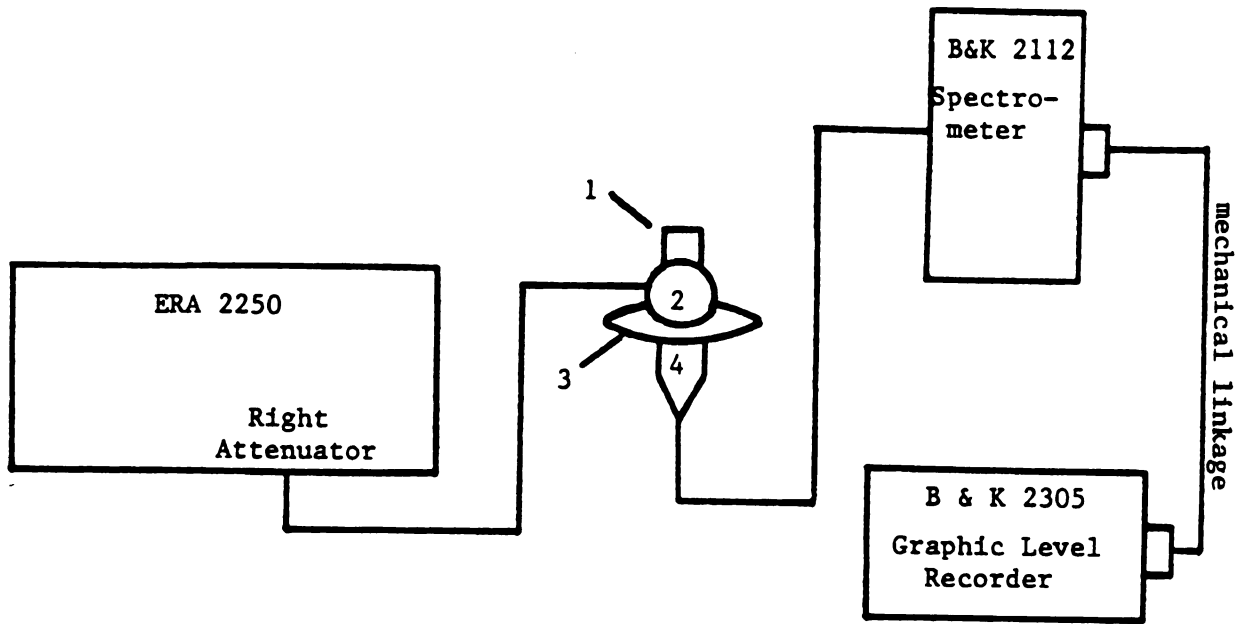 B&K 2112
Spectro-
meter
1
ERA 2250
2
3
4
Right
Attenuator
mechanical linkage
B & K 2305
Graphic Level
Recorder